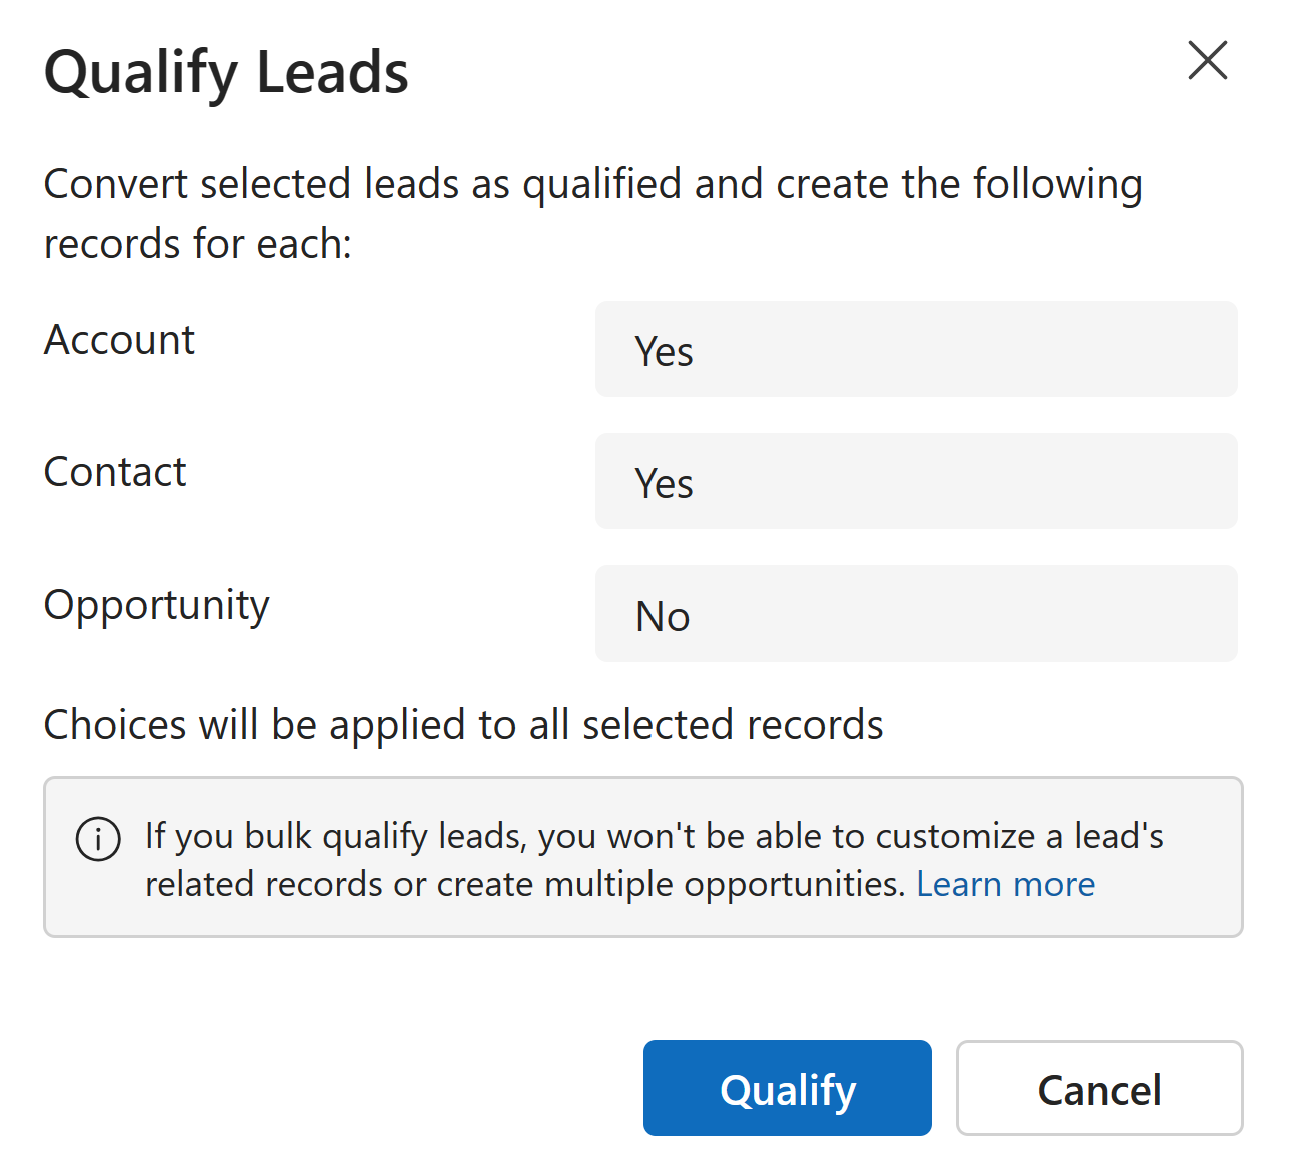 Qualify Leads
Convert selected leads as qualified and create the following
records for each:
Account
Yes
Contact
Yes
Opportunity
No
Choices will be applied to all selected records
If you bulk qualify leads, you won't be able to customize a lead's
related records or create multiple opportunities. Learn more
Qualify
Cancel